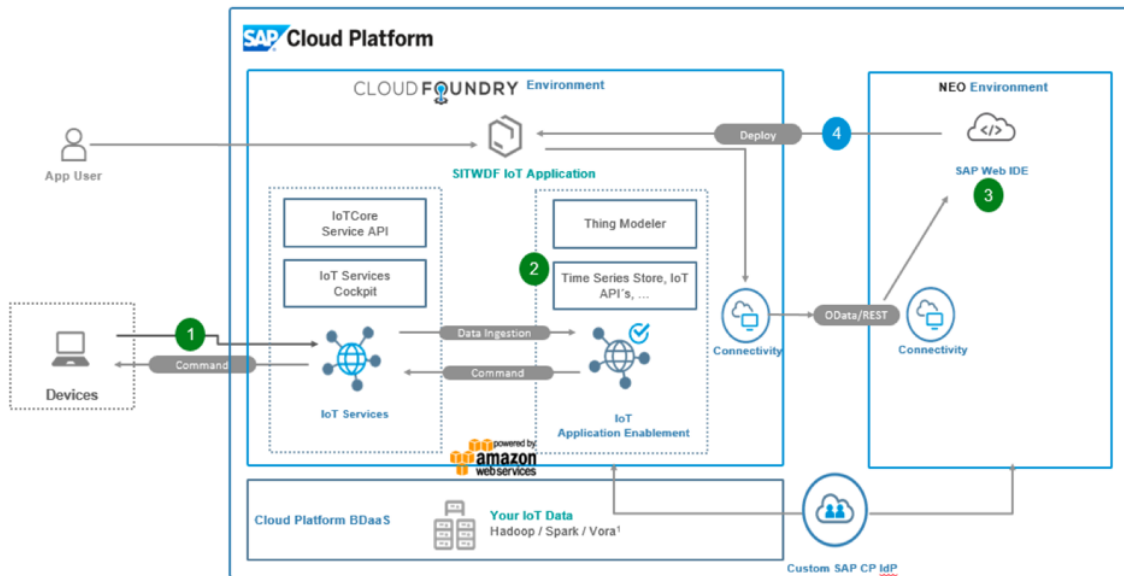 SAP Cloud Platform
CLOUD FOUNDRY Environment
NEO Environment
</>
Deploy
4
App User
SITWDF IoT Application
SAP Web IDE
3
IoTCore
Service API
Thing Modeler
IoT Services
Cockpit
2
Time Series Store, IoT
API´s, ...
1
Data Ingestion
OData/REST
Command
Command
Connectivity
Connectivity
Devices
IoT Services
IoT
Application Enablement
powered by
amazon
webservices
Cloud Platform BDaaS
Your IoT Data
Hadoop / Spark / Vora¹
Custom SAP CP IdP